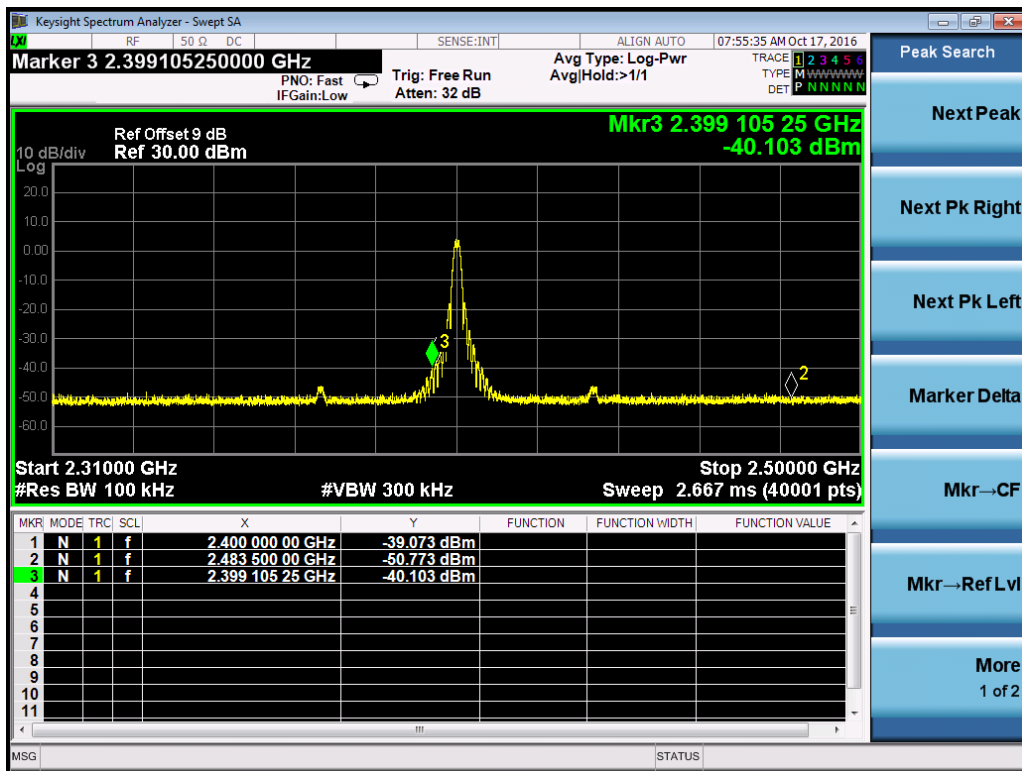 Keysight Spectrum Analyzer - Swept SA
LXI RF 50 Ω DC SENSE:INT ALIGN AUTO 07:55:35 AM Oct 17, 2016
Marker 3 2.399105250000 GHz
PNO: Fast
IFGain:Low
Trig: Free Run
Atten: 32 dB
Avg Type: Log-Pwr
Avg|Hold:>1/1
TRACE 1 2 3 4 5 6
TYPE M W W W W W
DET P N N N N N
Ref Offset 9 dB
Ref 30.00 dBm
10 dB/div
Log
Mkr3 2.399 105 25 GHz
-40.103 dBm
20.0
10.0
0.00
-10.0
-20.0
-30.0
-40.0
-50.0
-60.0
3
2
Start 2.31000 GHz
Stop 2.50000 GHz
#Res BW 100 kHz
#VBW 300 kHz
Sweep 2.667 ms (40001 pts)
MKR MODE TRC SCL X Y FUNCTION FUNCTION WIDTH FUNCTION VALUE
1 N 1 f 2.400 000 00 GHz -39.073 dBm
2 N 1 f 2.483 500 00 GHz -50.773 dBm
3 N 1 f 2.399 105 25 GHz -40.103 dBm
4
5
6
7
8
9
10
11
MSG
STATUS
Peak Search
Next Peak
Next Pk Right
Next Pk Left
Marker Delta
Mkr→CF
Mkr→Ref Lvl
More
1 of 2